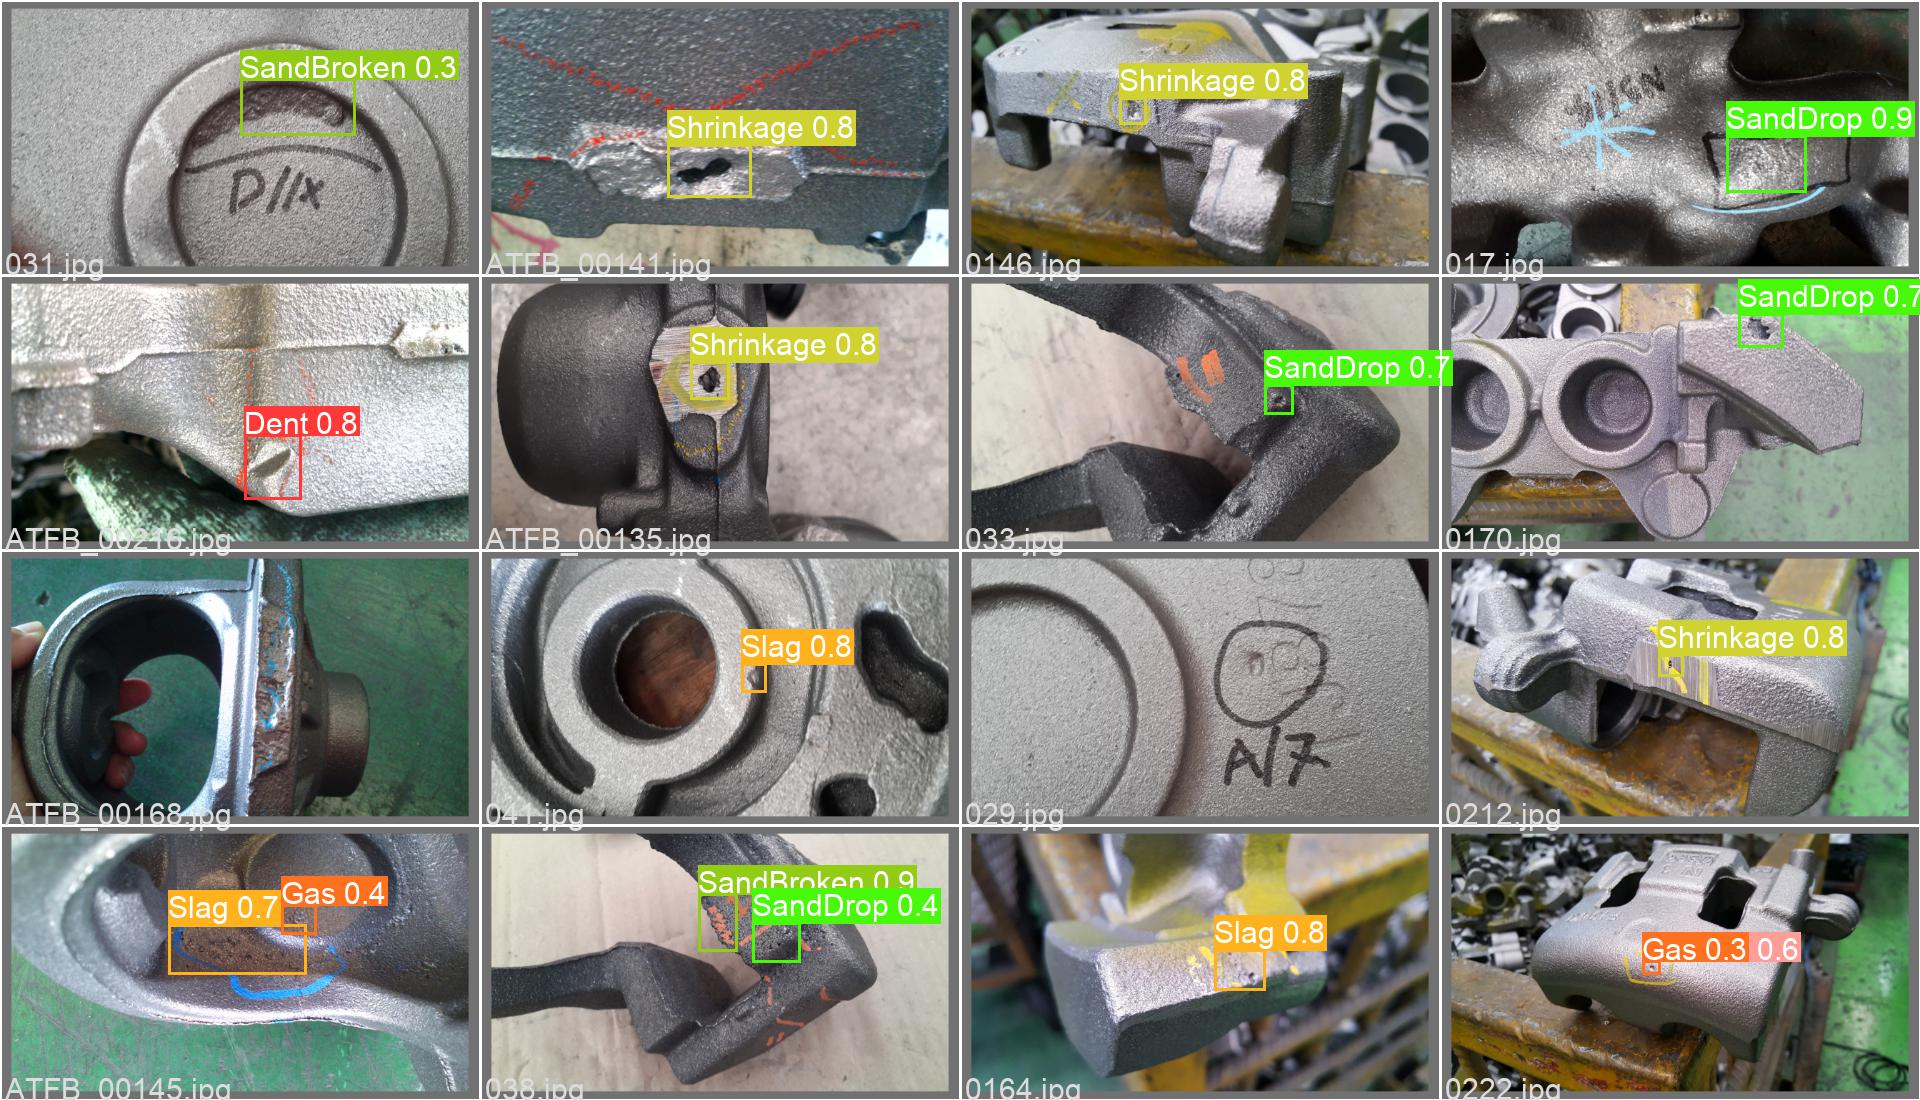 SandBroken 0.3
D//x
031.jpg
Shrinkage 0.8
ATFB_00141.jpg
Shrinkage 0.8
0146.jpg
SandDrop 0.9
017.jpg
Dent 0.8
ATFB_00216.jpg
Shrinkage 0.8
ATFB_00135.jpg
SandDrop 0.7
033.jpg
SandDrop 0.7
0170.jpg
ATFB_00168.jpg
Slag 0.8
041.jpg
A/7
029.jpg
Shrinkage 0.8
0212.jpg
Slag 0.7
Gas 0.4
ATFB_00145.jpg
SandBroken 0.9
SandDrop 0.4
038.jpg
Slag 0.8
0164.jpg
Gas 0.3
0.6
0222.jpg